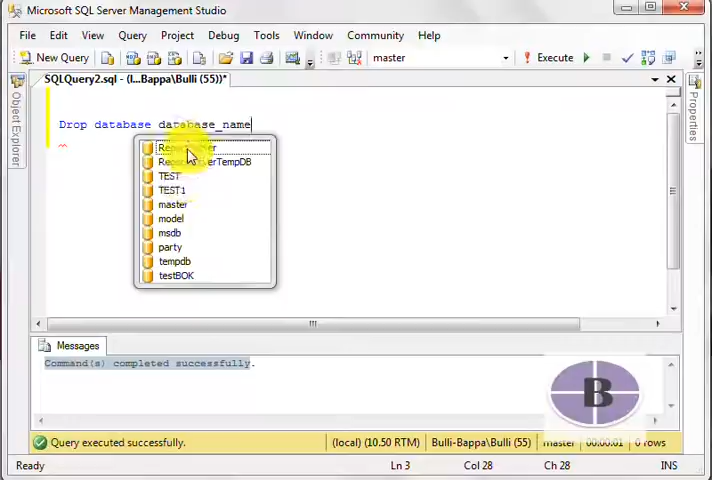 Microsoft SQL Server Management Studio
File Edit View Query Project Debug Tools Window Community Help
New Query master Execute
SQLQuery2.sql - (l...Bappa\Bulli (55))*
Object Explorer
Properties
Drop database database_name
ReportServerTempDB
TEST
TEST1
master
model
msdb
party
tempdb
testBOK
Messages
Command(s) completed successfully.
B
Query executed successfully. (local) (10.50 RTM) Bulli-Bappa\Bulli (55) master 00:00:01 0 rows
Ready Ln 3 Col 28 Ch 28 INS